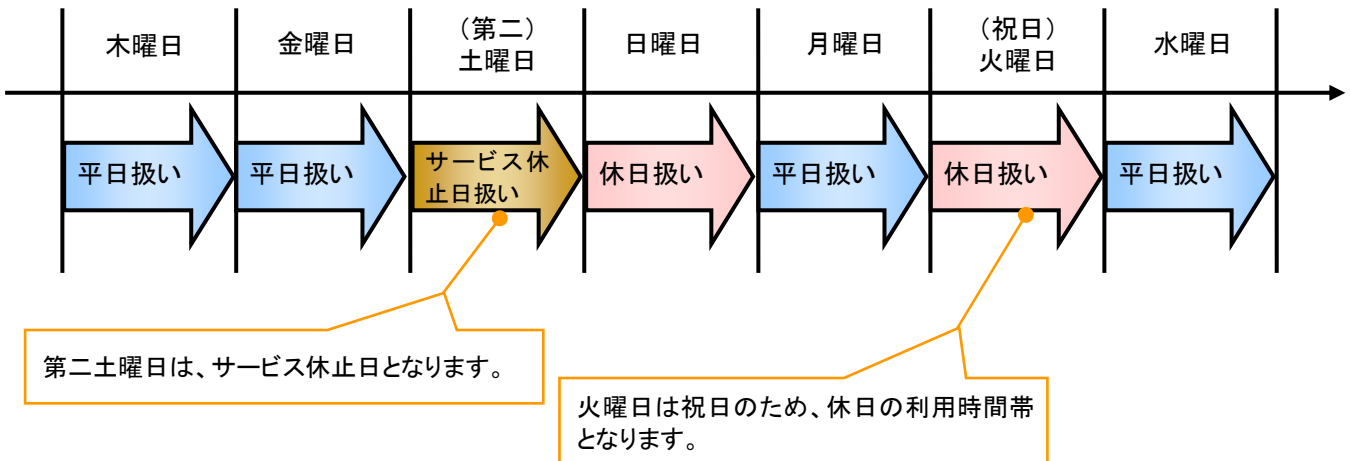 木曜日
金曜日
(第二)
土曜日
日曜日
月曜日
(祝日)
火曜日
水曜日
平日扱い
平日扱い
サービス休
止日扱い
休日扱い
平日扱い
休日扱い
平日扱い
第二土曜日は、サービス休止日となります。
火曜日は祝日のため、休日の利用時間帯
となります。